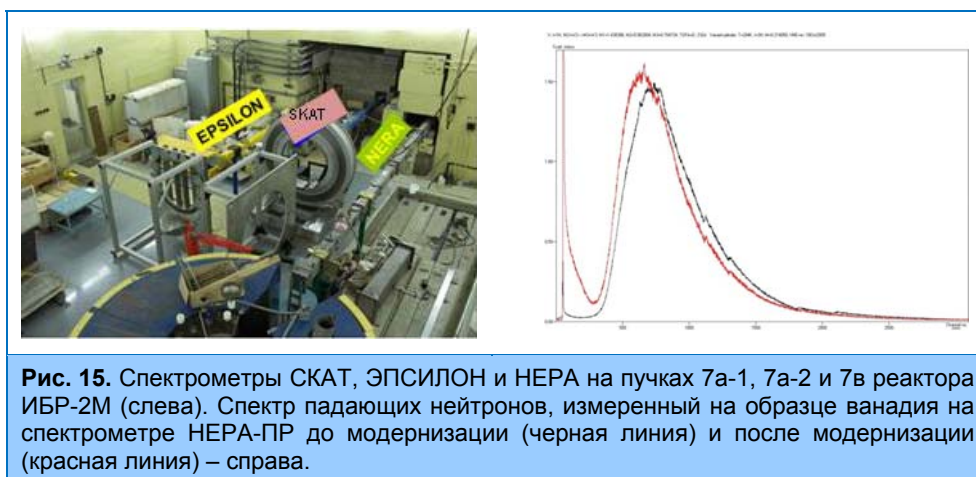 EPSILON
SKAT
NERA
Рис. 15. Спектрометры СКАТ, ЭПСИЛОН и НЕРА на пучках 7а-1, 7а-2 и 7в реактора
ИБР-2М (слева). Спектр падающих нейтронов, измеренный на образце ванадия на
спектрометре НЕРА-ПР до модернизации (черная линия) и после модернизации
(красная линия) – справа.